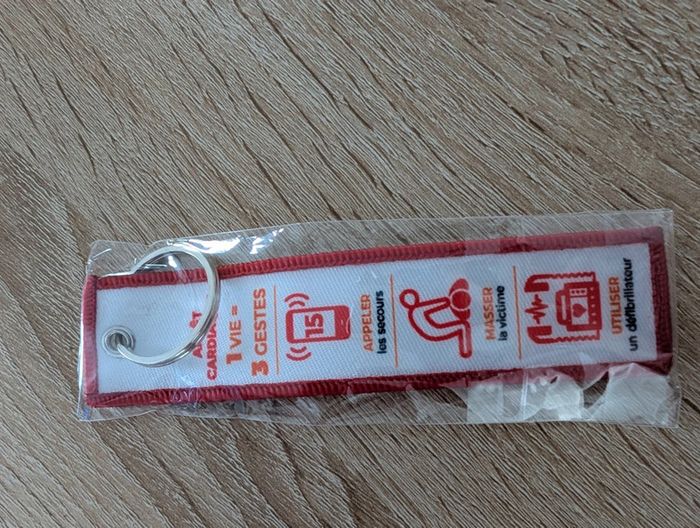 CARDIA
1 VIE =
3 GESTES
15
APPELER
les secours
MASSER
la victime
UTILISER
un défibrillateur